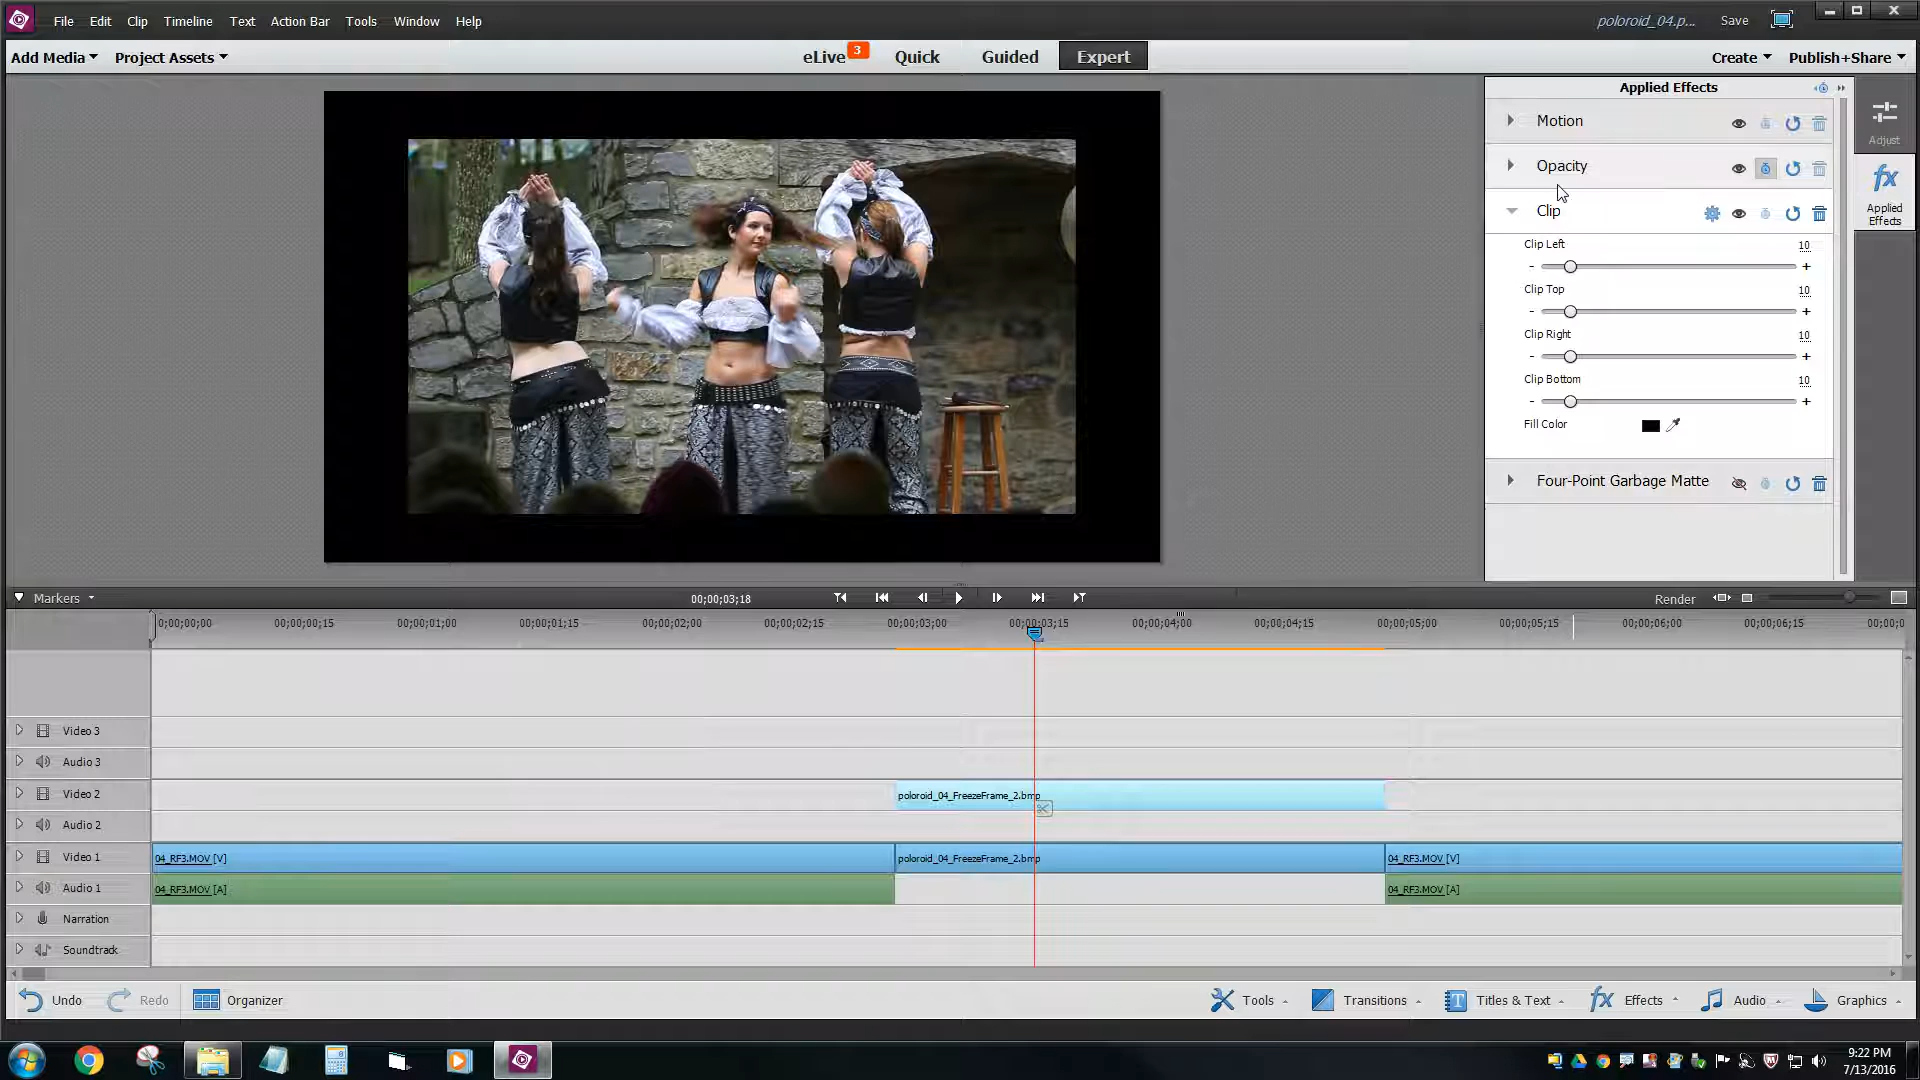 File Edit Clip Timeline Text Action Bar Tools Window Help poloroid_04.p... Save
Add Media Project Assets eLive 3 Quick Guided Expert Create Publish+Share
Applied Effects
Motion
Opacity
Clip
Clip Left 10
- +
Clip Top 10
- +
Clip Right 10
- +
Clip Bottom 10
- +
Fill Color
Four-Point Garbage Matte
Adjust
fx
Applied
Effects
Markers 00;00;03;18 Render
0;00;00;00 00;00;00;15 00;00;01;00 00;00;01;15 00;00;02;00 00;00;02;15 00;00;03;00 00;00;03;15 00;00;04;00 00;00;04;15 00;00;05;00 00;00;05;15 00;00;06;00 00;00;06;15 00;00;0
Video 3
Audio 3
Video 2 poloroid_04_FreezeFrame_2.bmp
Audio 2
Video 1 04_RF3.MOV [V] poloroid_04_FreezeFrame_2.bmp 04_RF3.MOV [V]
Audio 1 04_RF3.MOV [A] 04_RF3.MOV [A]
Narration
Soundtrack
Undo Redo Organizer Tools Transitions T Titles & Text fx Effects Audio Graphics
9:22 PM
7/13/2016